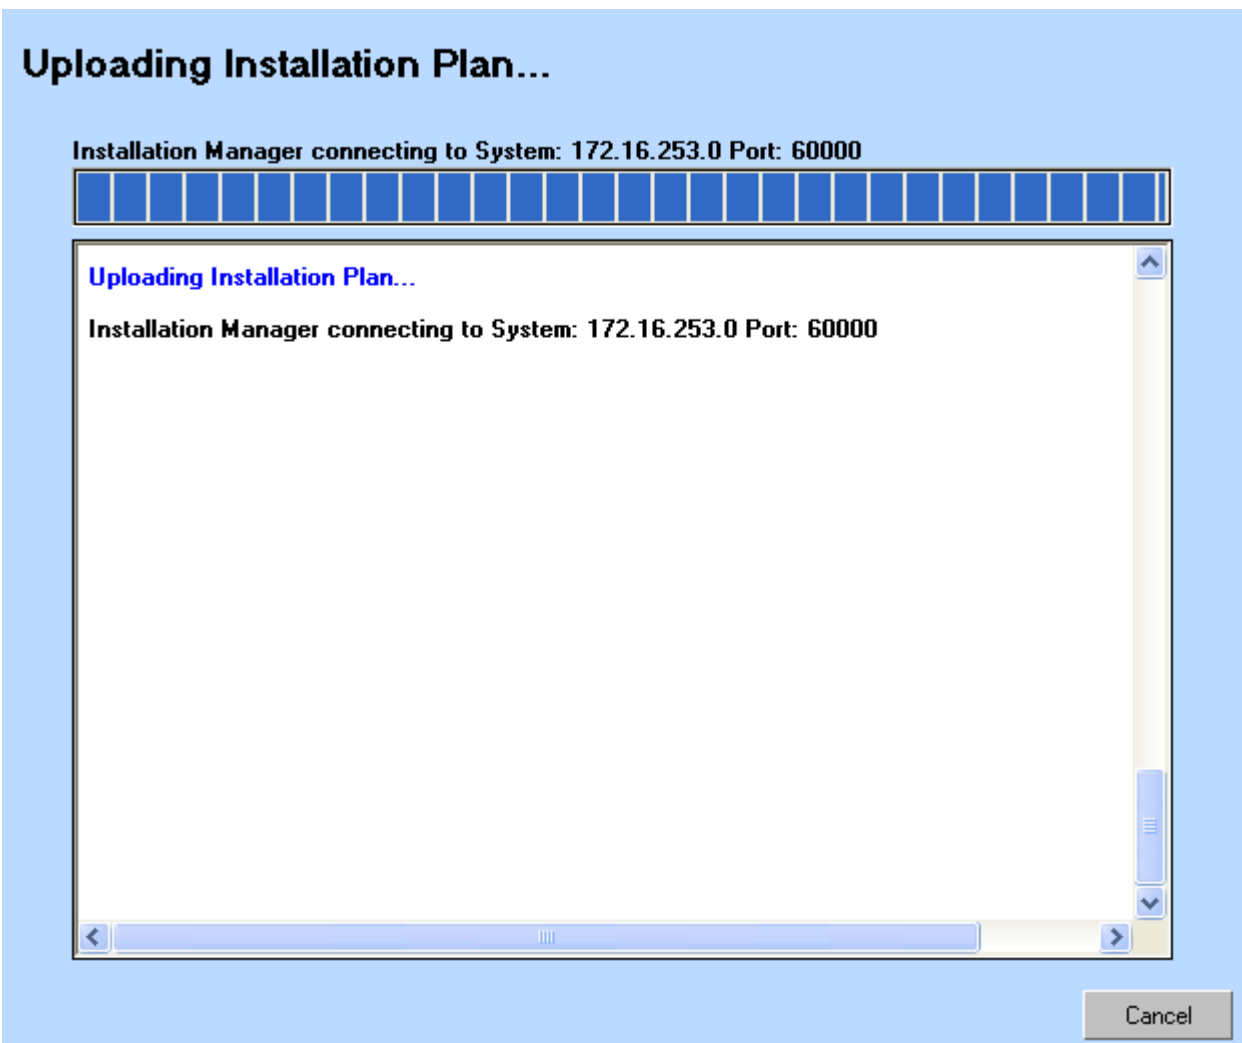 Uploading Installation Plan...
Installation Manager connecting to System: 172.16.253.0 Port: 60000
Uploading Installation Plan...
Installation Manager connecting to System: 172.16.253.0 Port: 60000
Cancel